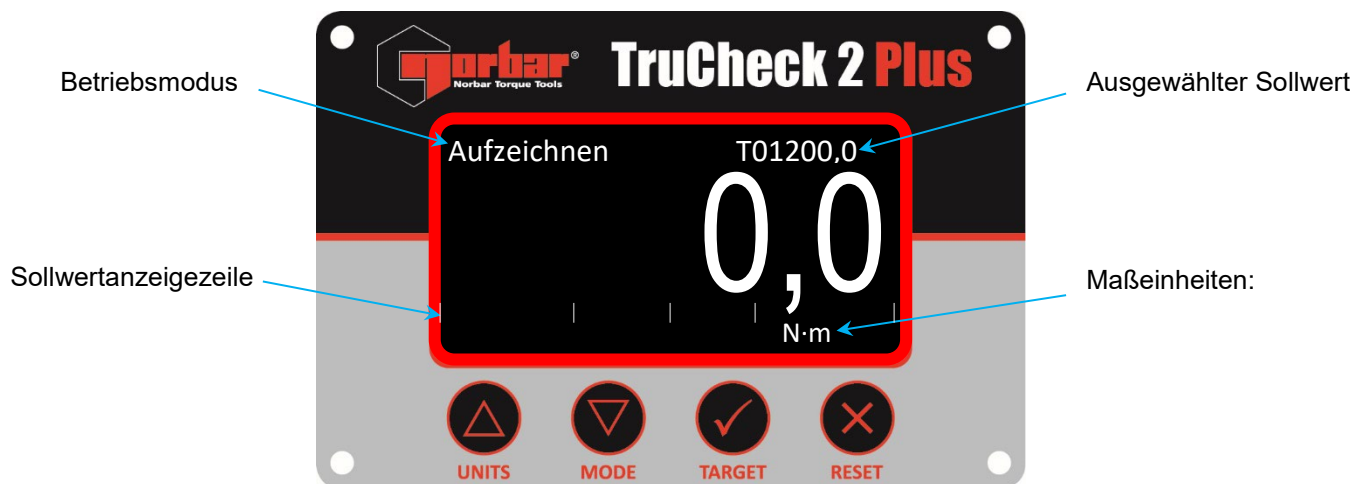 norbar®
Norbar Torque Tools
TruCheck 2 Plus
Betriebsmodus
Ausgewählter Sollwert
Aufzeichnen T01200,0
0,0
Sollwertanzeigezeile
Maßeinheiten:
N·m
UNITS MODE TARGET RESET